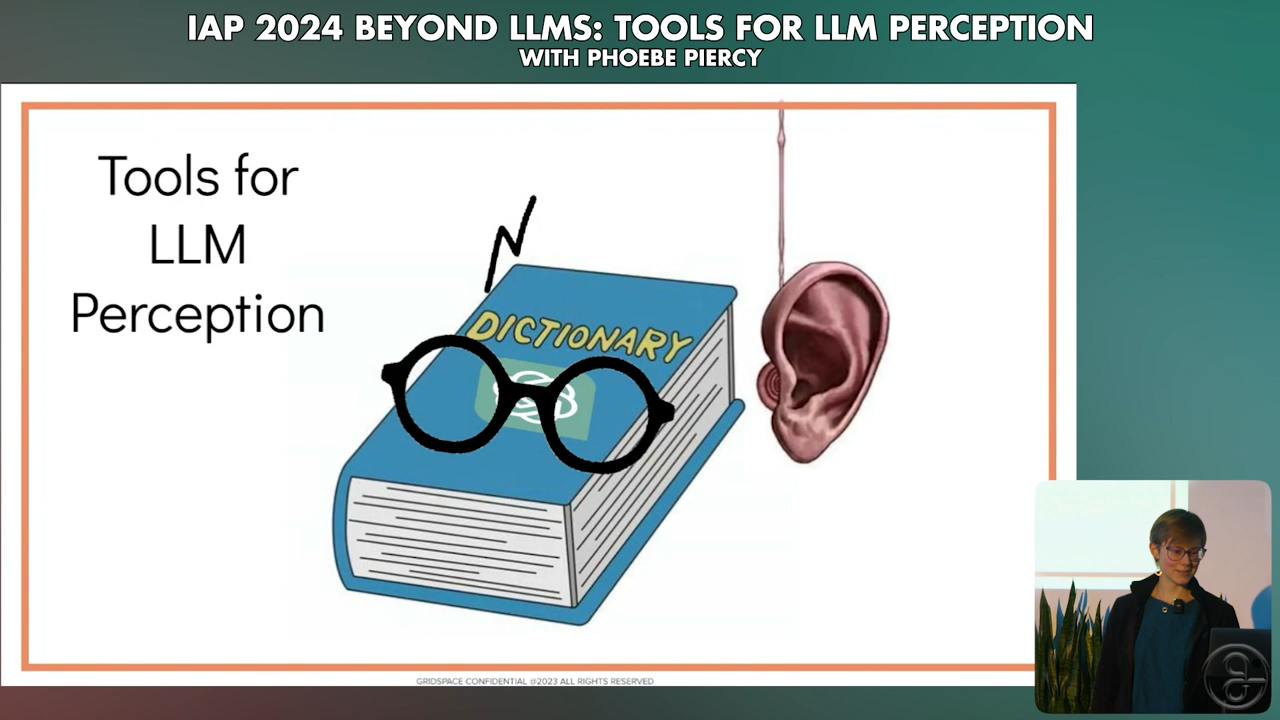 IAP 2024 BEYOND LLMS: TOOLS FOR LLM PERCEPTION
WITH PHOEBE PIERCY
Tools for
LLM
Perception
DICTIONARY
GRIDSPACE CONFIDENTIAL @2023 ALL RIGHTS RESERVED